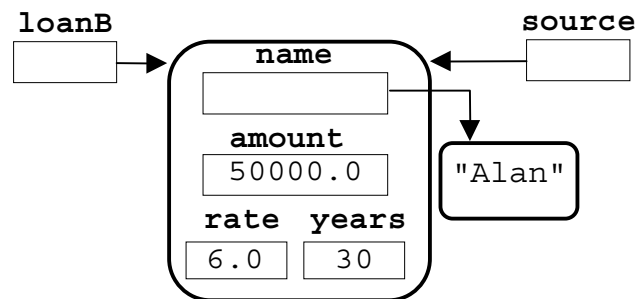 loanB
source
name
amount
50000.0
"Alan"
rate years
6.0 30